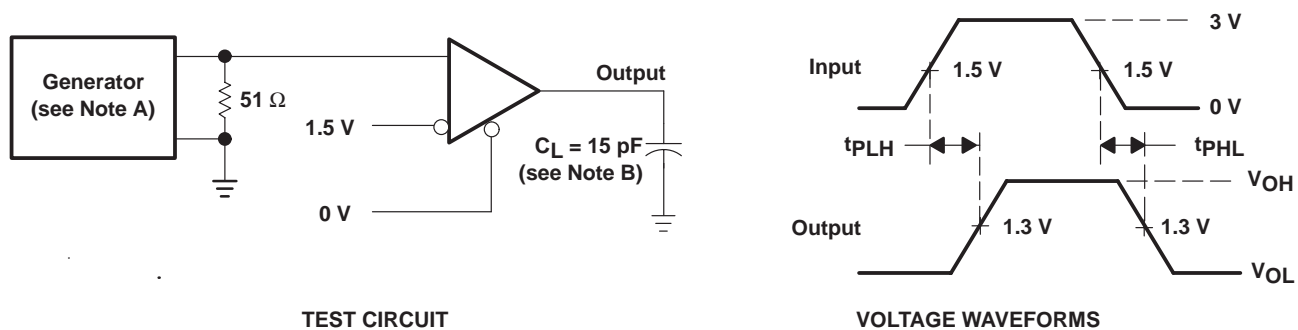 Generator
(see Note A)
51 Ω
1.5 V
0 V
Output
CL = 15 pF
(see Note B)
TEST CIRCUIT
3 V
Input
1.5 V
1.5 V
0 V
tPLH
tPHL
VOH
Output
1.3 V
1.3 V
VOL
VOLTAGE WAVEFORMS